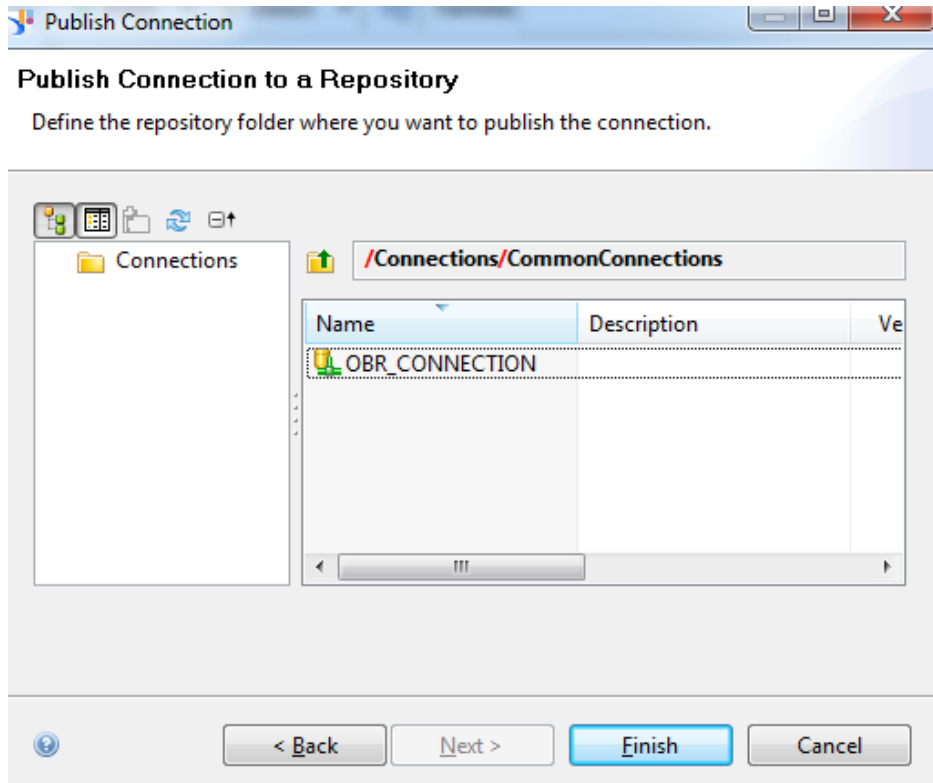 Publish Connection
Publish Connection to a Repository
Define the repository folder where you want to publish the connection.
Connections
/Connections/CommonConnections
Name Description Ve
OBR_CONNECTION
< Back Next > Finish Cancel